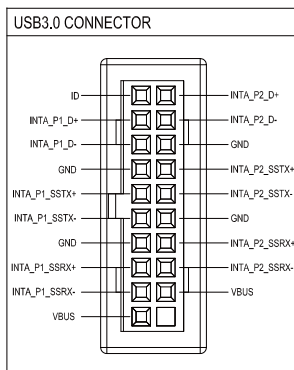 USB3.0 CONNECTOR
ID
INTA_P2_D+
INTA_P1_D+
INTA_P2_D-
INTA_P1_D-
GND
GND
INTA_P2_SSTX+
INTA_P1_SSTX+
INTA_P2_SSTX-
INTA_P1_SSTX-
GND
GND
INTA_P2_SSRX+
INTA_P1_SSRX+
INTA_P2_SSRX-
INTA_P1_SSRX-
VBUS
VBUS